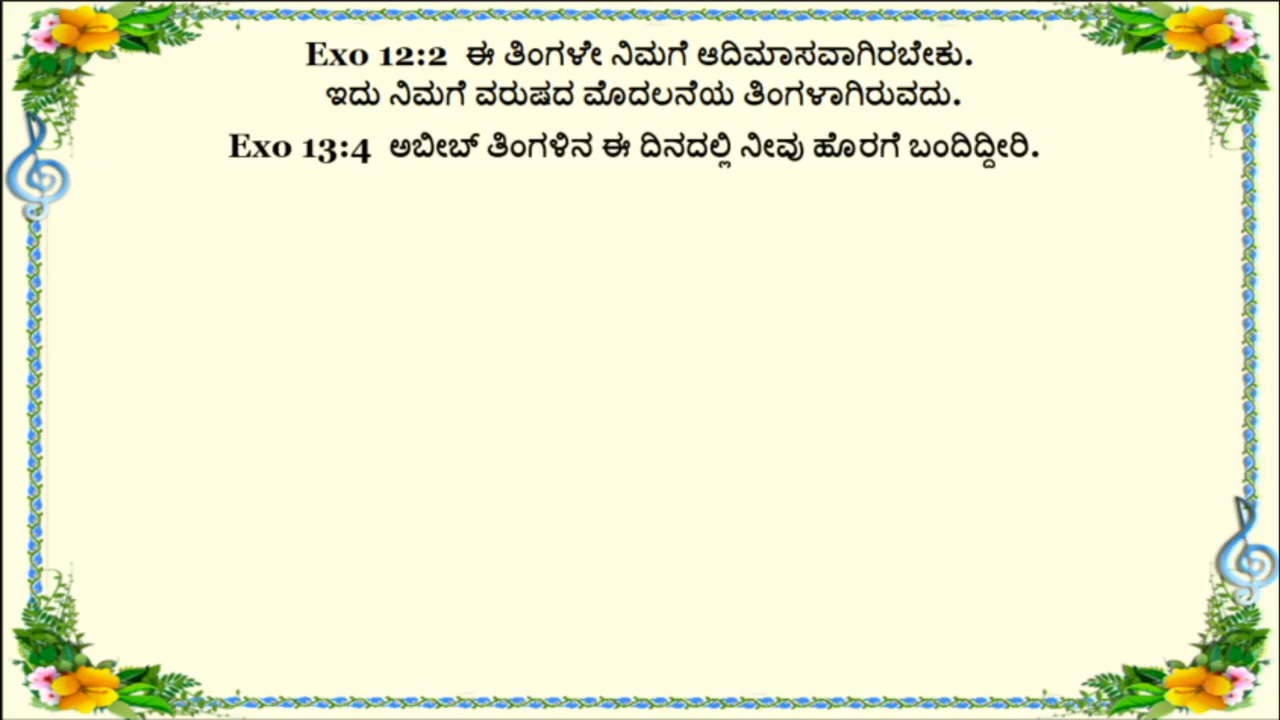 Exo 12:2 ಈ ತಿಂಗಳೇ ನಿಮಗೆ ಆದಿಮಾಸವಾಗಿರಬೇಕು.
ಇದು ನಿಮಗೆ ವರುಷದ ಮೊದಲನೆಯ ತಿಂಗಳಾಗಿರುವದು.
Exo 13:4 ಅಬೀಬ್ ತಿಂಗಳಿನ ಈ ದಿನದಲ್ಲಿ ನೀವು ಹೊರಗೆ ಬಂದಿದ್ದೀರಿ.